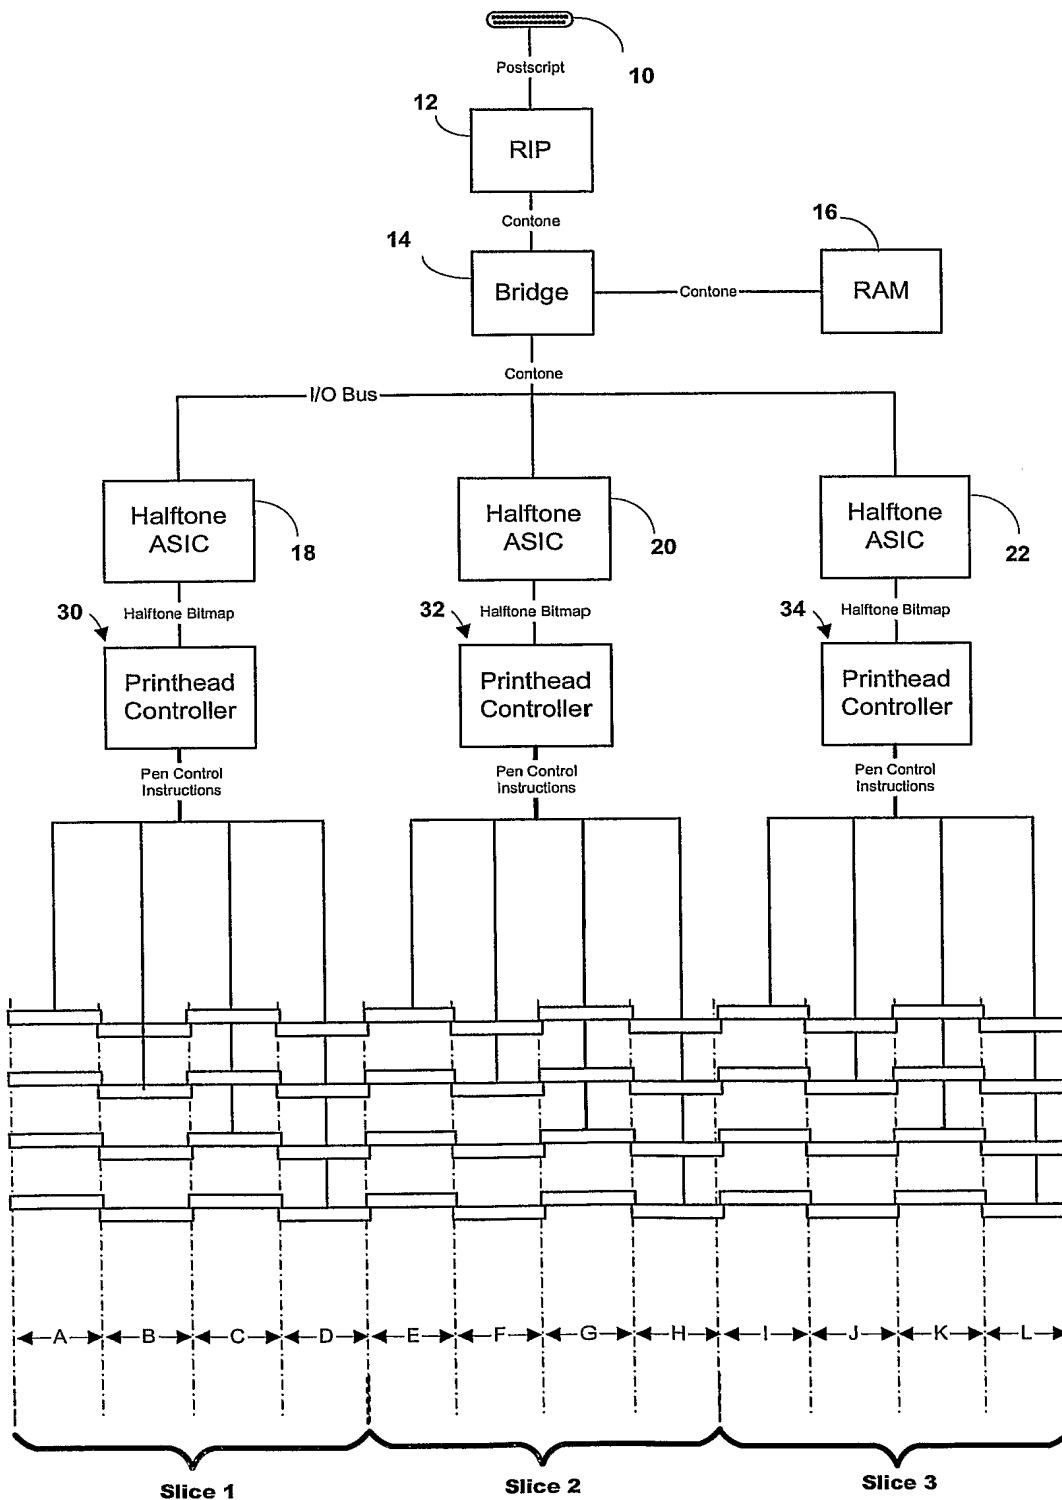 Postscript
10
12
RIP
Contone
14
16
Bridge
Contone
RAM
Contone
I/O Bus
Halftone
ASIC
18
Halftone
ASIC
20
Halftone
ASIC
22
30
Halftone Bitmap
32
Halftone Bitmap
34
Halftone Bitmap
Printhead
Controller
Printhead
Controller
Printhead
Controller
Pen Control
Instructions
Pen Control
Instructions
Pen Control
Instructions
A B C D E F G H I J K L
Slice 1
Slice 2
Slice 3